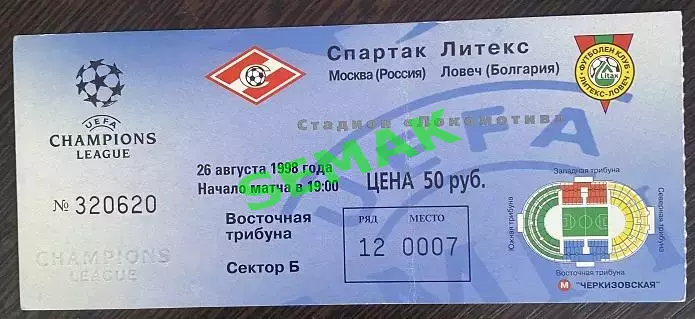 UEFA
CHAMPIONS
LEAGUE
№ 320620
CHAMPIONS
LEAGUE
Спартак Литекс
Москва (Россия) Ловеч (Болгария)
ФУТБОЛЕН КЛУБ
Litex
ЛИТЕКС-ЛОВЕЧ
Стадион «Локомотив»
UEFA
SEMAK
26 августа 1998 года
Начало матча в 19:00
ЦЕНА 50 руб.
Восточная
трибуна
Сектор Б
РЯД МЕСТО
12 0007
Западная трибуна
Южная трибуна
Северная трибуна
Восточная трибуна
М "ЧЕРКИЗОВСКАЯ"